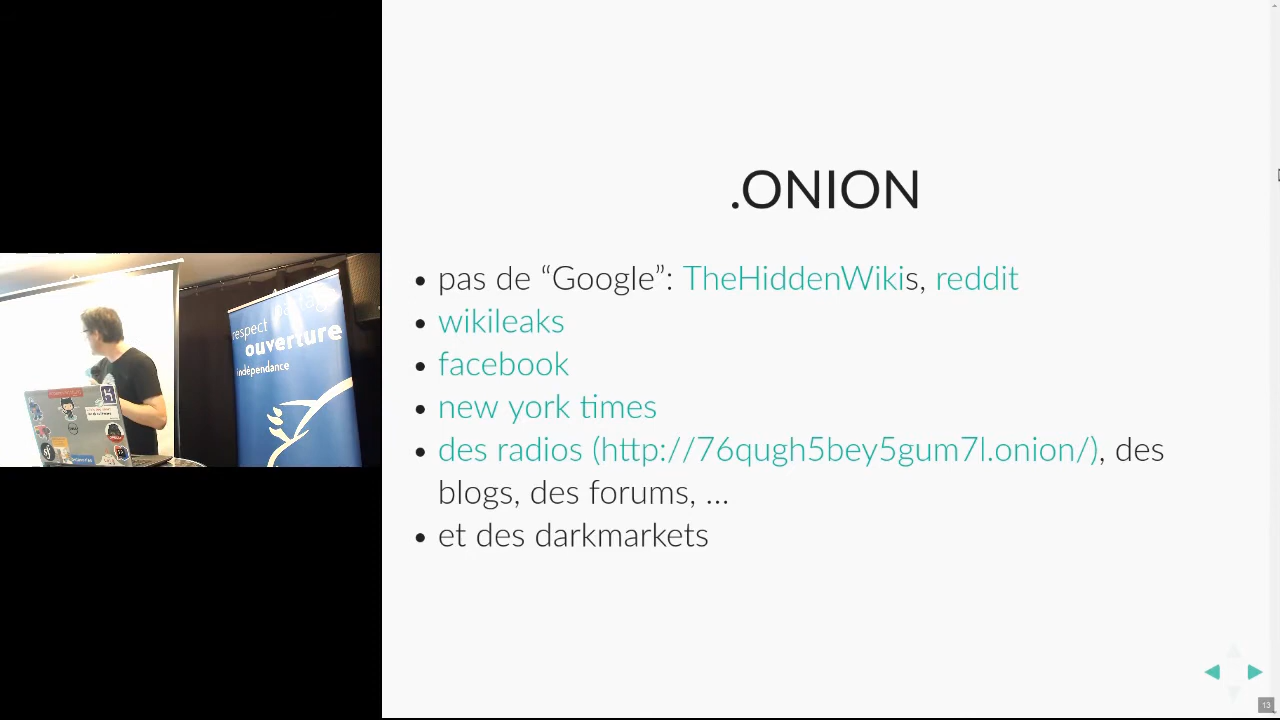 .ONION
pas de “Google”: TheHiddenWikis, reddit
wikileaks
facebook
new york times
des radios (http://76qugh5bey5gum7l.onion/), des
blogs, des forums, ...
et des darkmarkets
respect partage
ouverture
indépendance
13